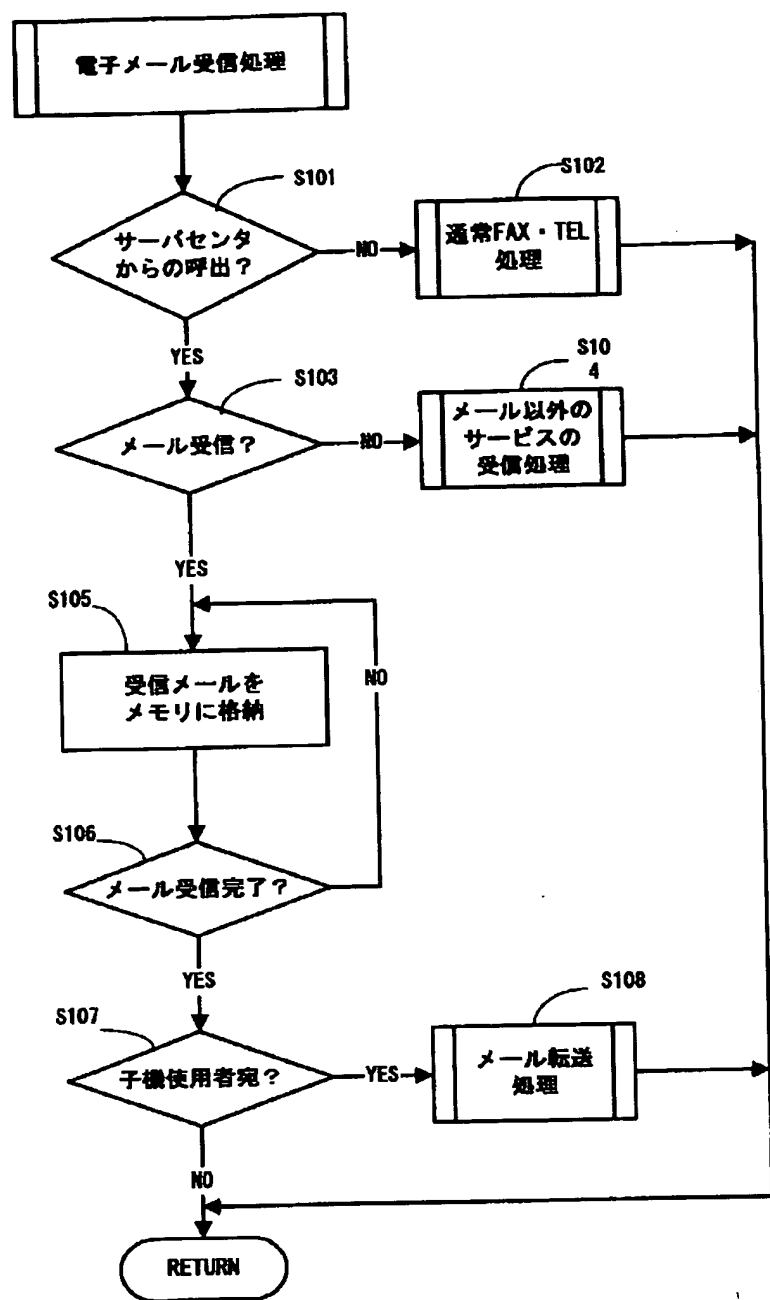 電子メール受信処理
S101
サーバセンタ
からの呼出？
NO
S102
通常FAX・TEL
処理
YES
S103
メール受信？
NO
S10
4
メール以外の
サービスの
受信処理
YES
S105
受信メールを
メモリに格納
NO
S106
メール受信完了？
YES
S107
子機使用者宛？
YES
S108
メール転送
処理
NO
RETURN